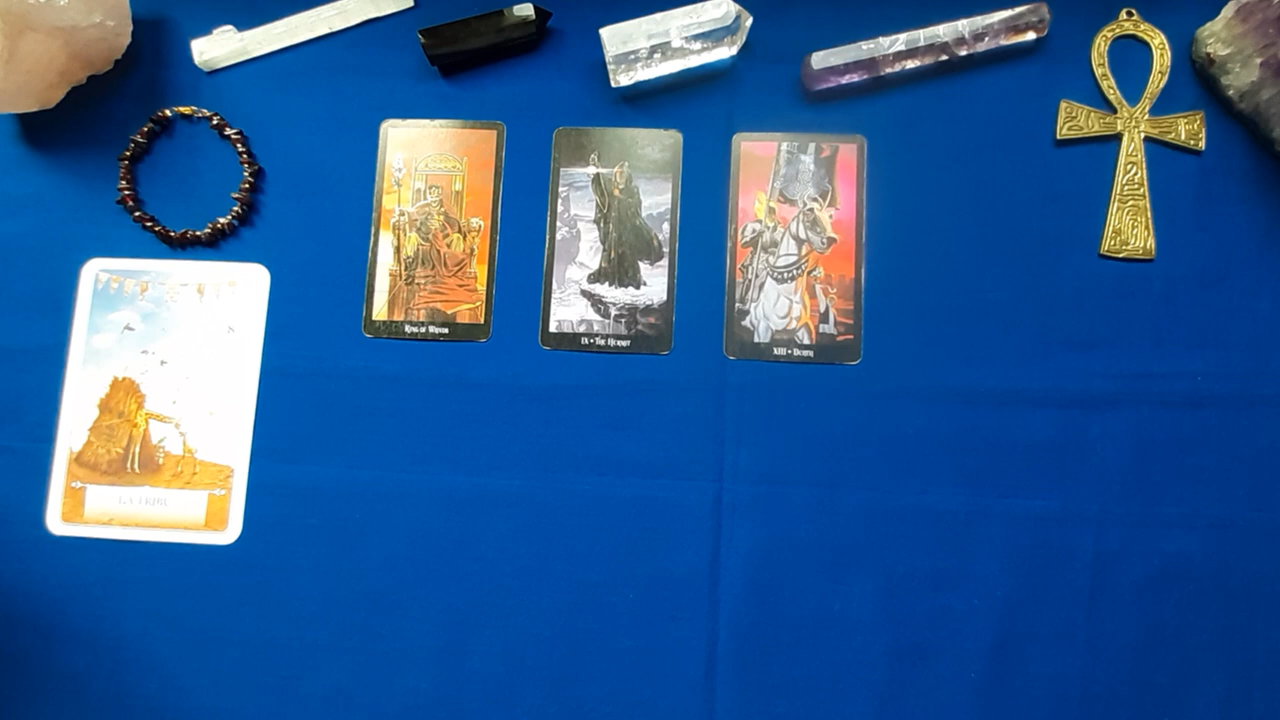 KING OF WANDS
IX • THE HERMIT
XIII • DEATH
LA TRIBU